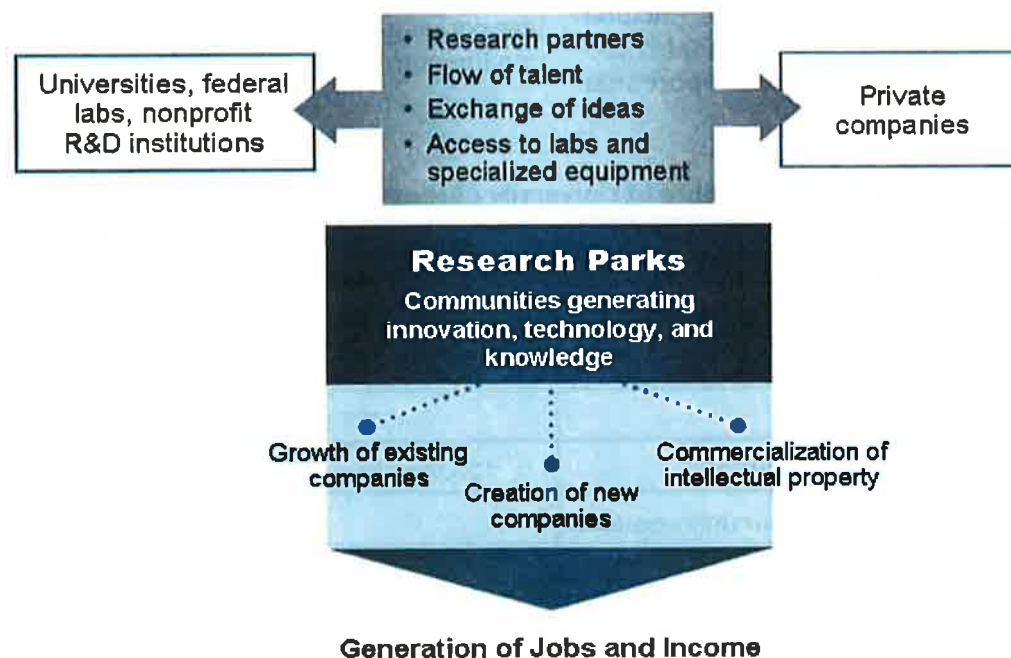 Universities, federal
labs, nonprofit
R&D institutions
• Research partners
• Flow of talent
• Exchange of ideas
• Access to labs and
specialized equipment
Private
companies
Research Parks
Communities generating
innovation, technology, and
knowledge
Growth of existing
companies
Creation of new
companies
Commercialization of
intellectual property
Generation of Jobs and Income